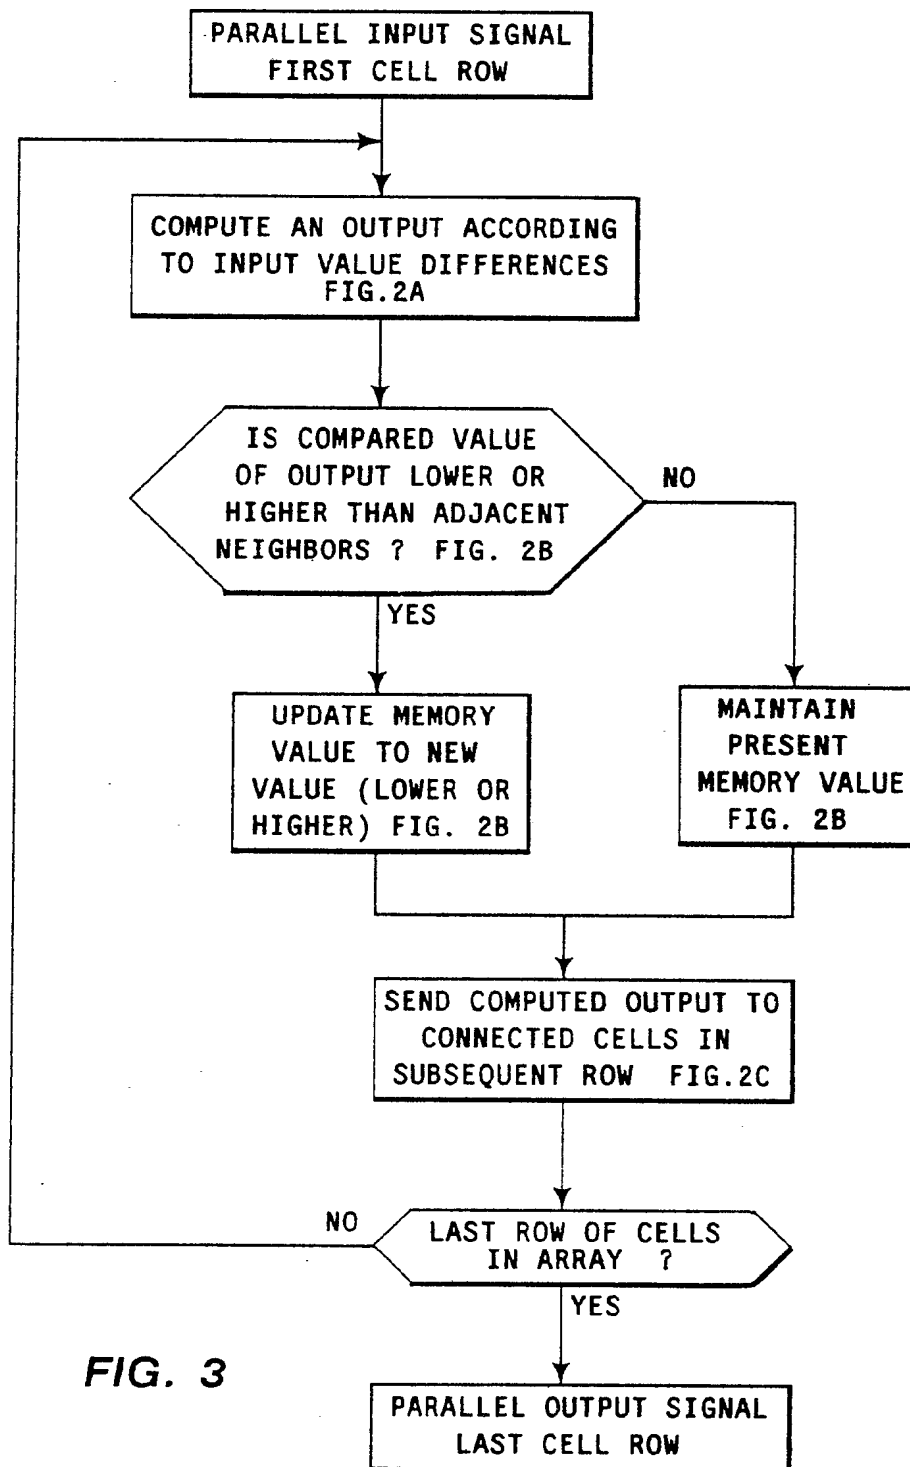 PARALLEL INPUT SIGNAL
FIRST CELL ROW
COMPUTE AN OUTPUT ACCORDING
TO INPUT VALUE DIFFERENCES
FIG.2A
IS COMPARED VALUE
OF OUTPUT LOWER OR
HIGHER THAN ADJACENT
NEIGHBORS ? FIG. 2B
NO
YES
UPDATE MEMORY
VALUE TO NEW
VALUE (LOWER OR
HIGHER) FIG. 2B
MAINTAIN
PRESENT
MEMORY VALUE
FIG. 2B
SEND COMPUTED OUTPUT TO
CONNECTED CELLS IN
SUBSEQUENT ROW FIG.2C
NO
LAST ROW OF CELLS
IN ARRAY ?
YES
FIG. 3
PARALLEL OUTPUT SIGNAL
LAST CELL ROW